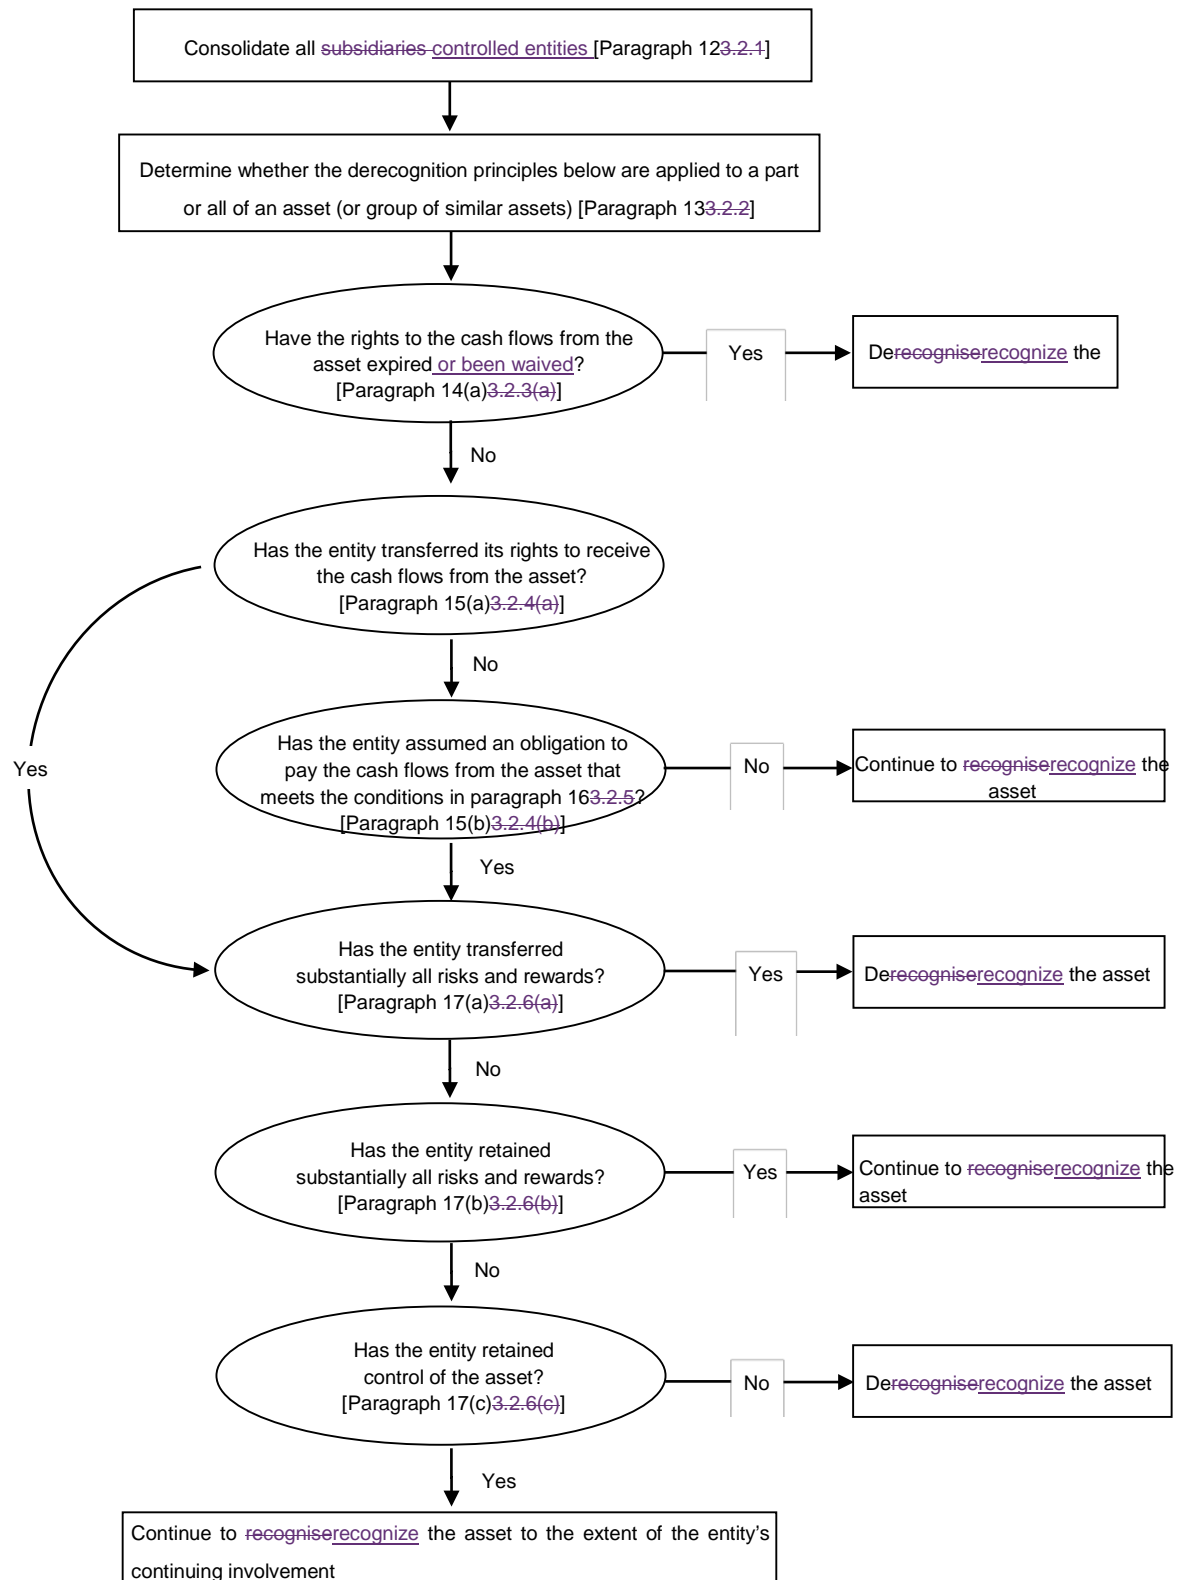 Consolidate all subsidiaries controlled entities [Paragraph 123.2.1]
Determine whether the derecognition principles below are applied to a part
or all of an asset (or group of similar assets) [Paragraph 133.2.2]
Have the rights to the cash flows from the
asset expired or been waived?
[Paragraph 14(a)3.2.3(a)]
Yes
Derecogniserecognize the
No
Has the entity transferred its rights to receive
the cash flows from the asset?
[Paragraph 15(a)3.2.4(a)]
No
Yes
Has the entity assumed an obligation to
pay the cash flows from the asset that
meets the conditions in paragraph 163.2.5?
[Paragraph 15(b)3.2.4(b)]
No
Continue to recogniserecognize the
asset
Yes
Has the entity transferred
substantially all risks and rewards?
[Paragraph 17(a)3.2.6(a)]
Yes
Derecogniserecognize the asset
No
Has the entity retained
substantially all risks and rewards?
[Paragraph 17(b)3.2.6(b)]
Yes
Continue to recogniserecognize the
asset
No
Has the entity retained
control of the asset?
[Paragraph 17(c)3.2.6(c)]
No
Derecogniserecognize the asset
Yes
Continue to recogniserecognize the asset to the extent of the entity's
continuing involvement